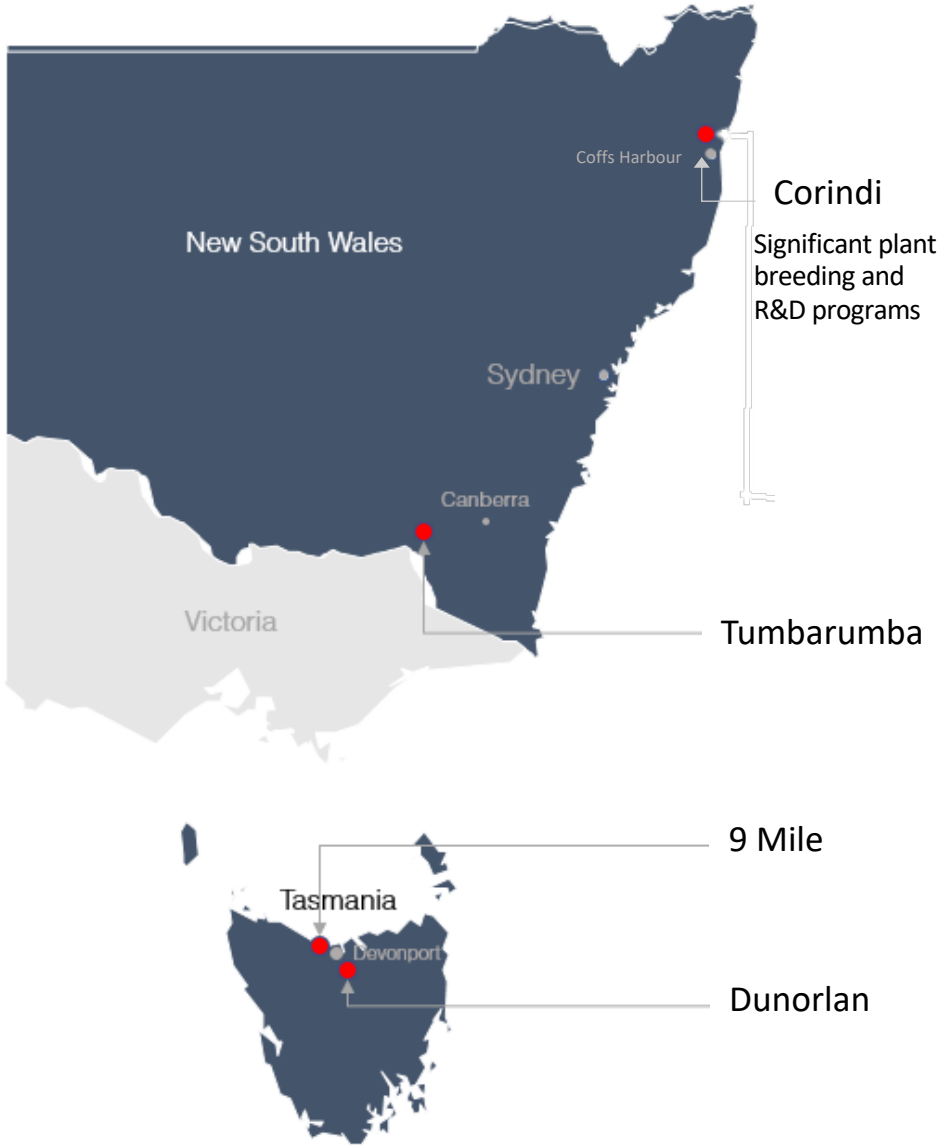 Coffs Harbour
Corindi
New South Wales
Significant plant
breeding and
R&D programs
Sydney
Canberra
Victoria
Tumbarumba
9 Mile
Tasmania
Devonport
Dunorlan